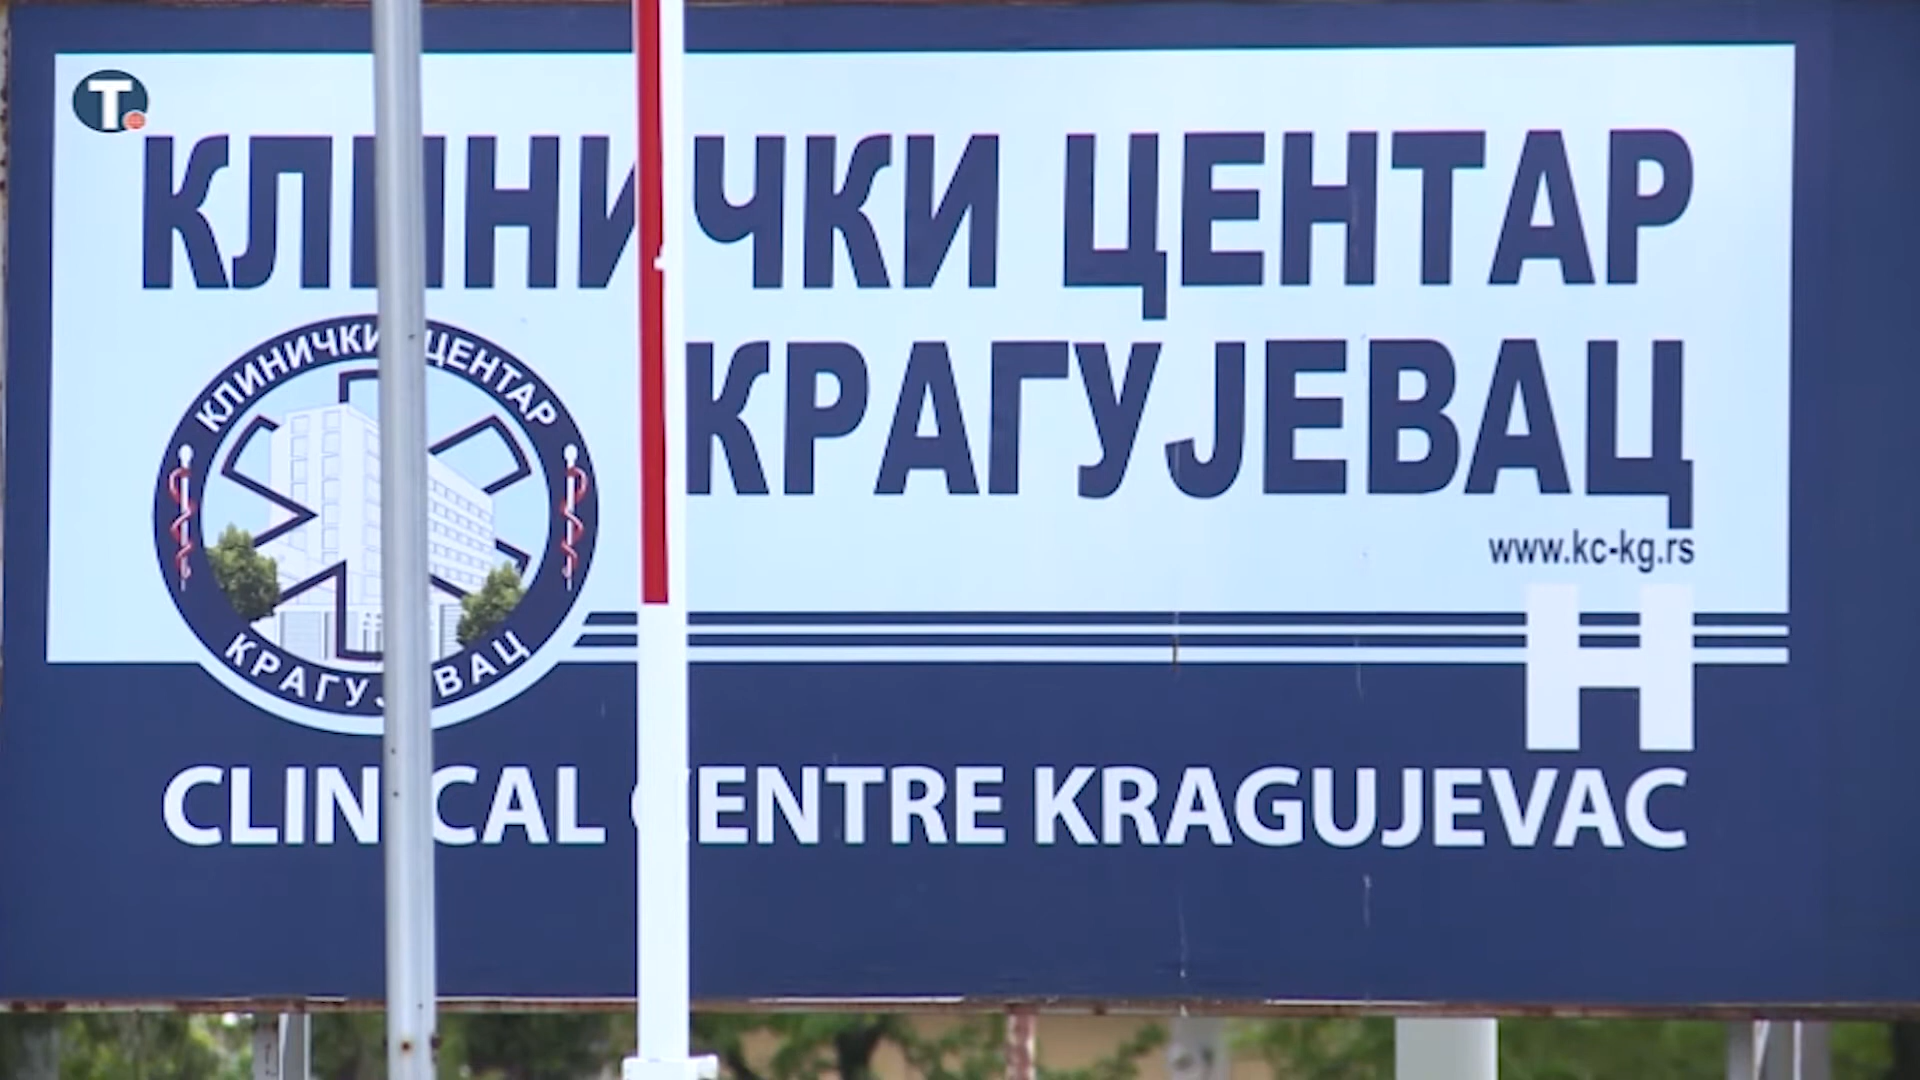 T.
КЛИНИЧКИ ЦЕНТАР
КРАГУЈЕВАЦ
КЛИНИЧКИ ЦЕНТАР
КРАГУЈЕВАЦ
www.kc-kg.rs
H
CLINICAL CENTRE KRAGUJEVAC